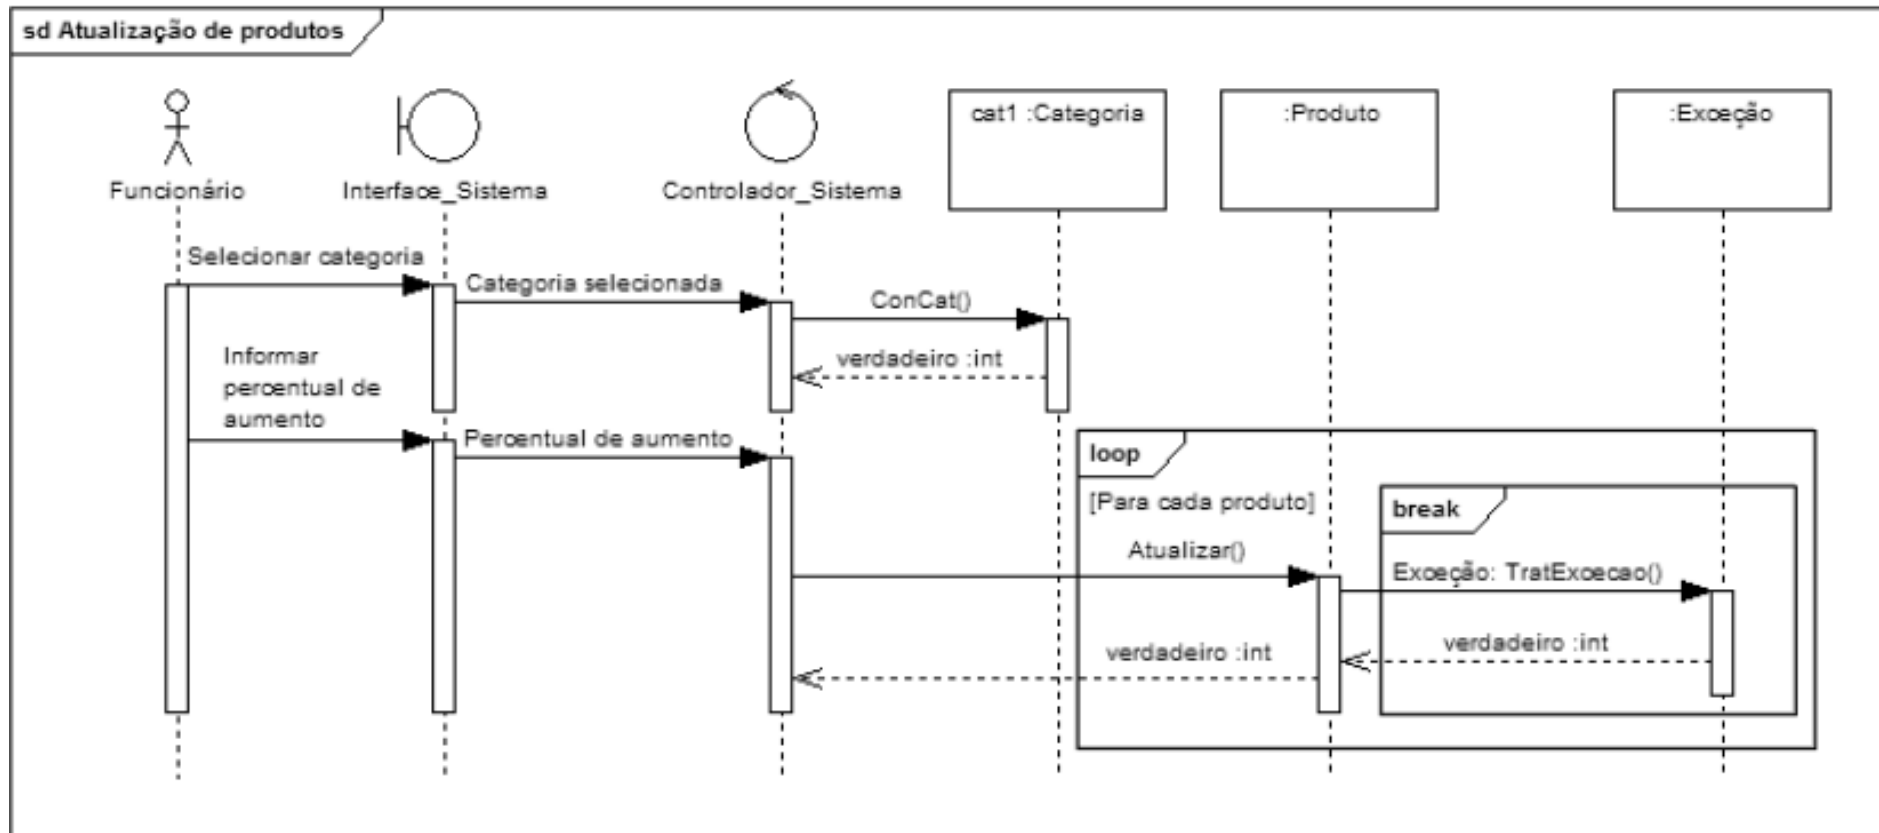 sd Atualização de produtos
cat1 :Categoria
:Produto
:Exceção
Funcionário
Interface_Sistema
Controlador_Sistema
Selecionar categoria
Categoria selecionada
ConCat()
verdadeiro :int
Informar
percentual de
aumento
Percentual de aumento
loop
[Para cada produto]
break
Atualizar()
Exceção: TratExcecao()
verdadeiro :int
verdadeiro :int